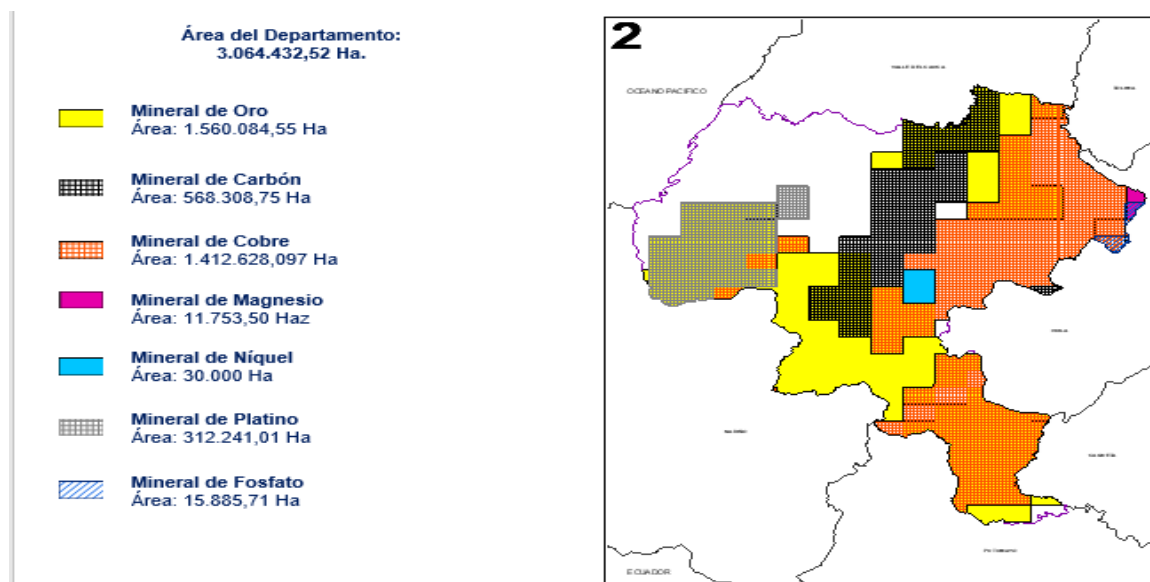 Área del Departamento:
3.064.432,52 Ha.
Mineral de Oro
Área: 1.560.084,55 Ha
Mineral de Carbón
Área: 568.308,75 Ha
Mineral de Cobre
Área: 1.412.628,097 Ha
Mineral de Magnesio
Área: 11.753,50 Haz
Mineral de Níquel
Área: 30.000 Ha
Mineral de Platino
Área: 312.241,01 Ha
Mineral de Fosfato
Área: 15.885,71 Ha
2
OCEANO PACIFICO
NARIÑO
PUTUMAYO
ECUADOR